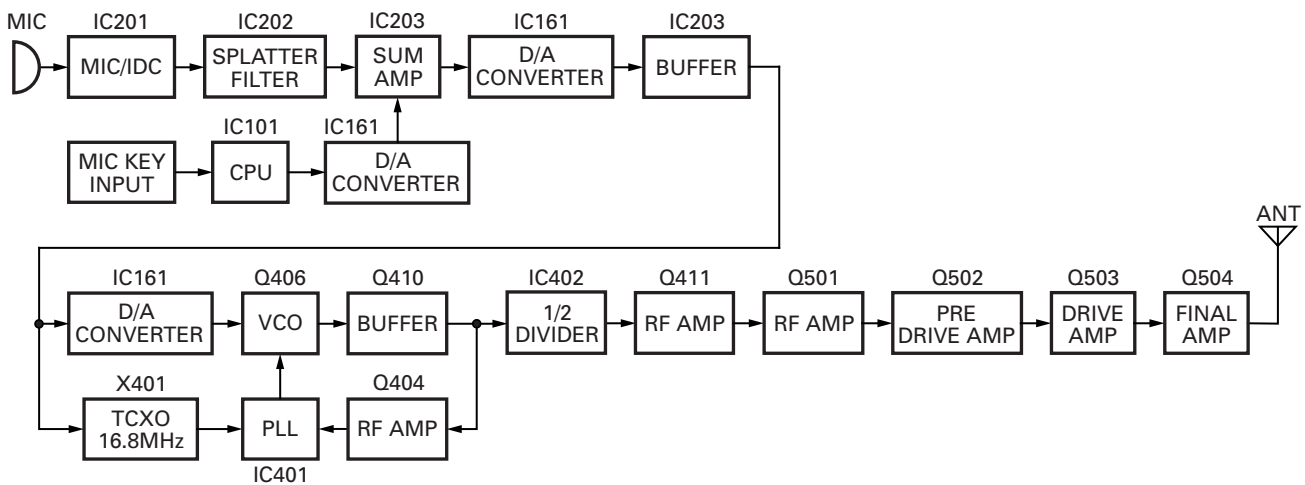 MIC
IC201
MIC/IDC
IC202
SPLATTER
FILTER
IC203
SUM
AMP
IC161
D/A
CONVERTER
IC203
BUFFER
MIC KEY
INPUT
IC101
CPU
IC161
D/A
CONVERTER
IC161
D/A
CONVERTER
Q406
VCO
Q410
BUFFER
IC402
1/2
DIVIDER
Q411
RF AMP
Q501
RF AMP
Q502
PRE
DRIVE AMP
Q503
DRIVE
AMP
Q504
FINAL
AMP
ANT
X401
TCXO
16.8MHz
PLL
IC401
Q404
RF AMP